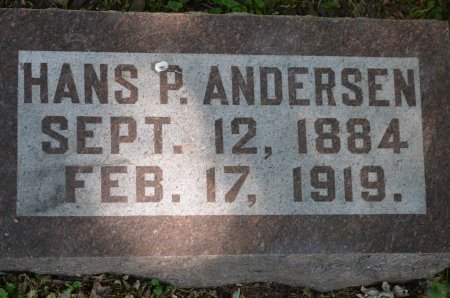 HANS P. ANDERSEN
SEPT. 12, 1884
FEB. 17, 1919.